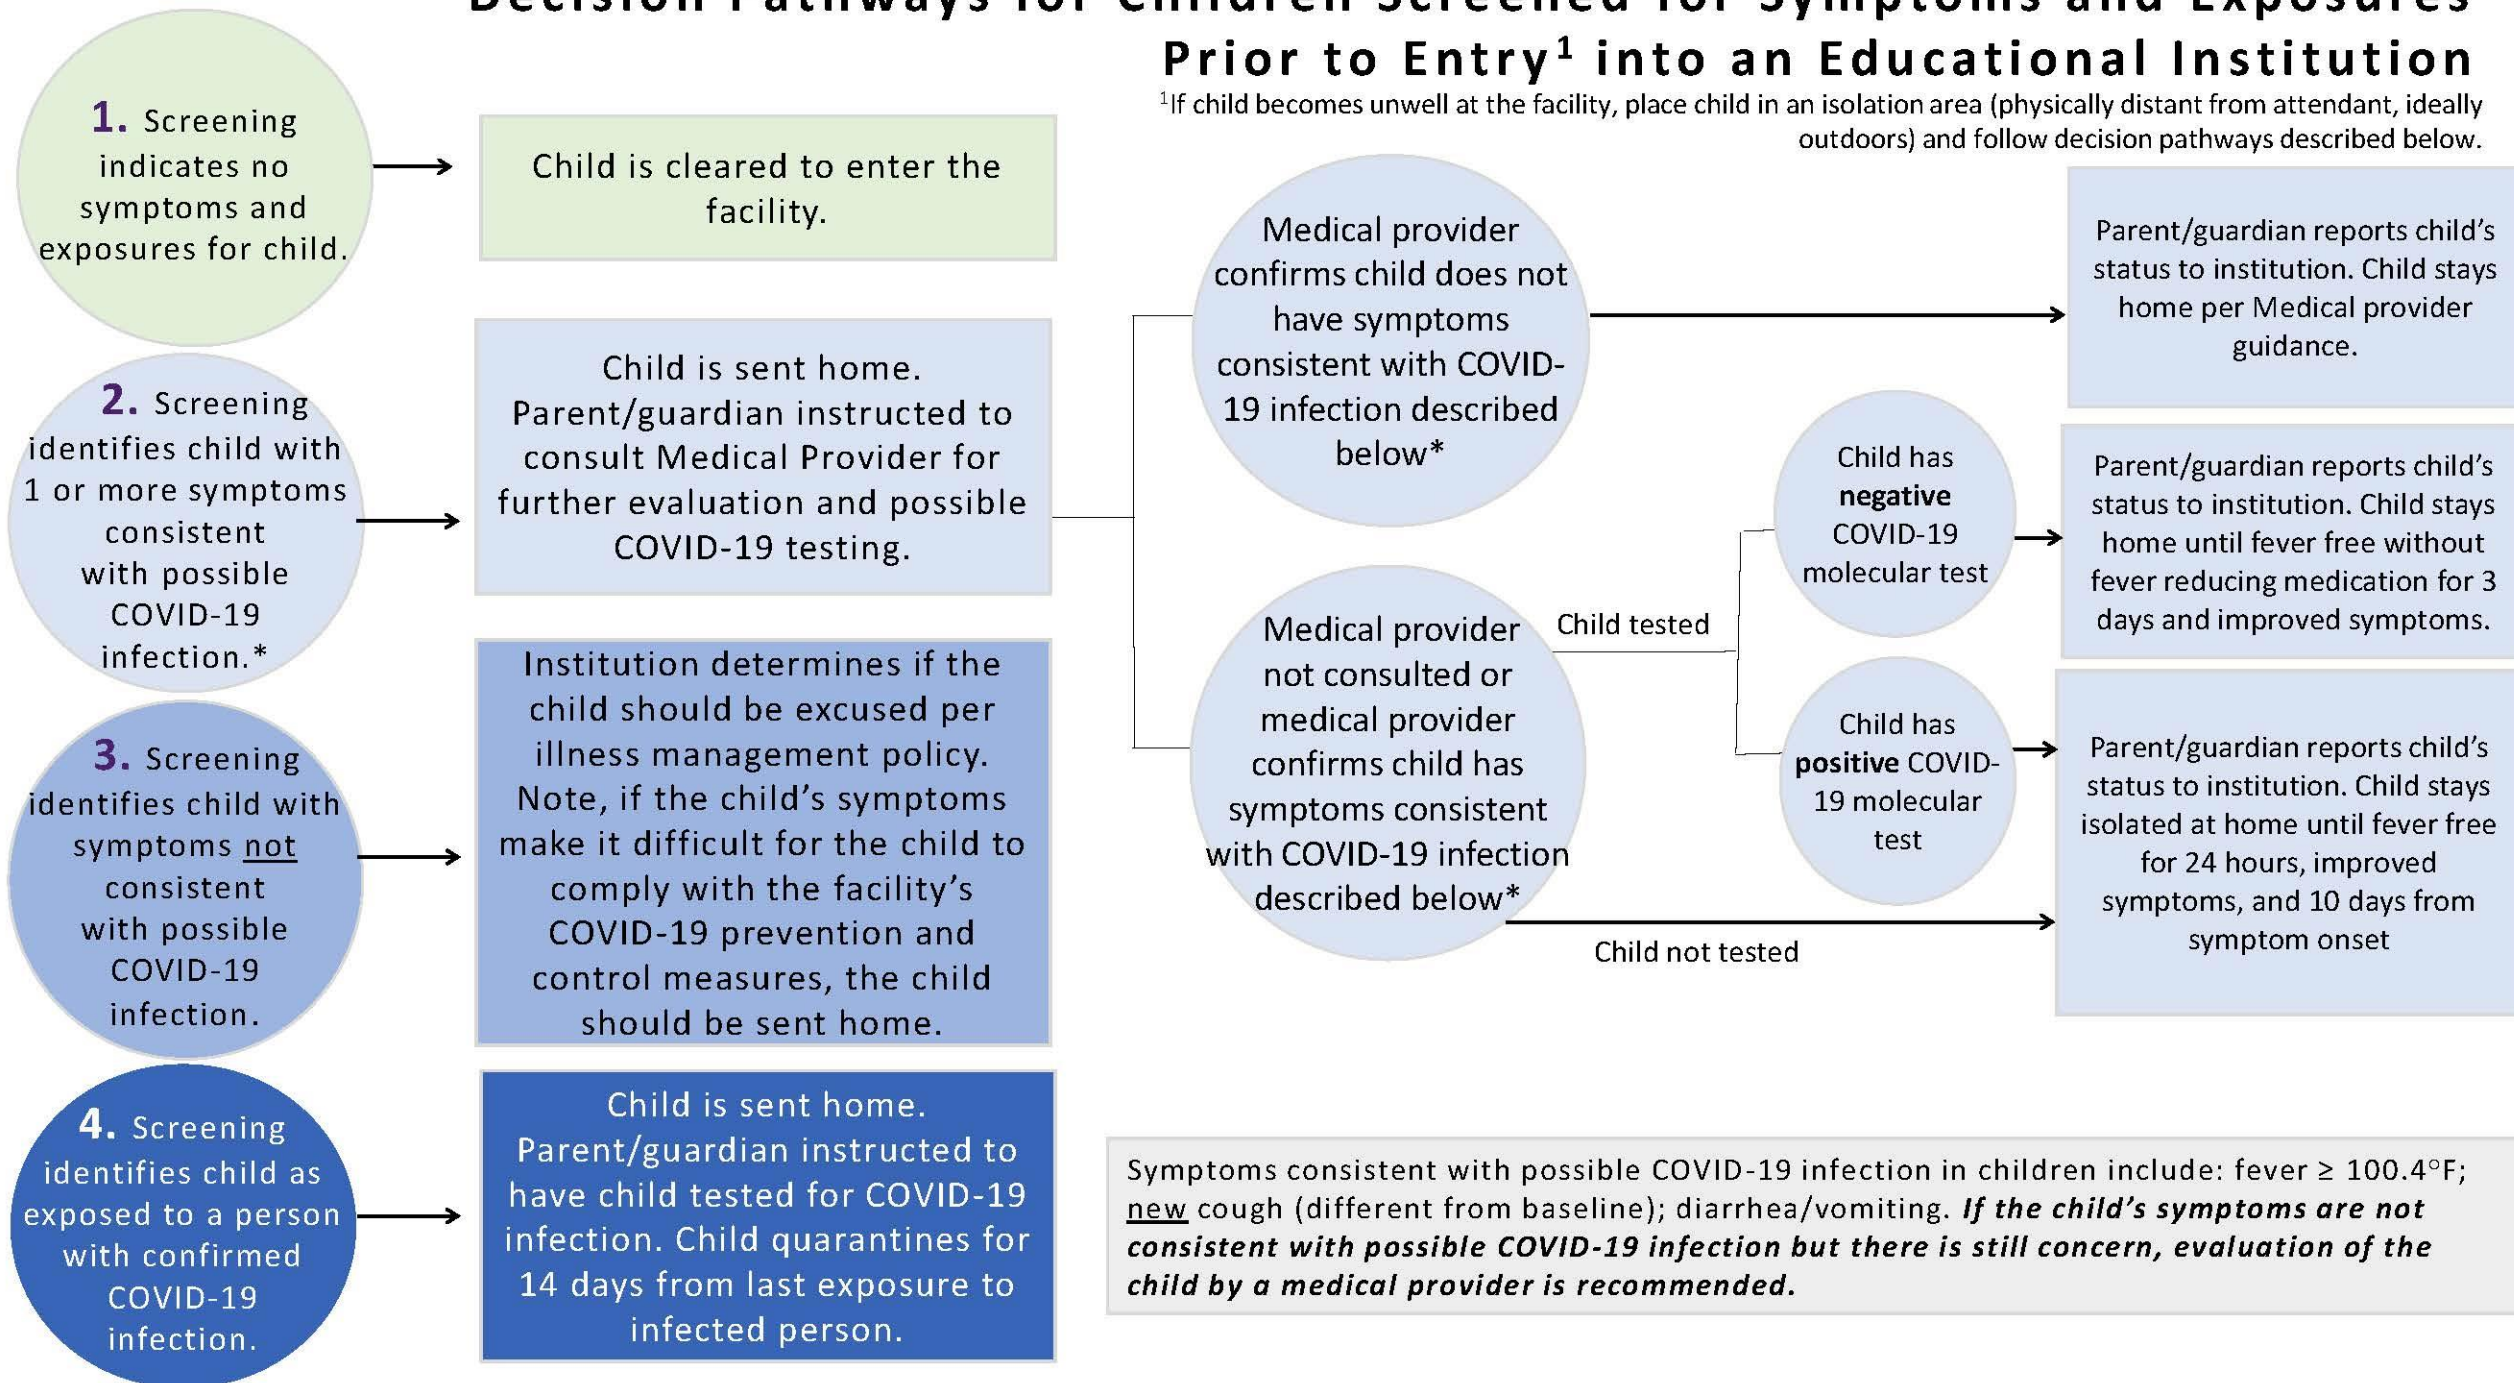 Decision Pathways for Children Screened for Symptoms and Exposures
Prior to Entry¹ into an Educational Institution
¹If child becomes unwell at the facility, place child in an isolation area (physically distant from attendant, ideally
outdoors) and follow decision pathways described below.
1. Screening
indicates no
symptoms and
exposures for child.
Child is cleared to enter the
facility.
2. Screening
identifies child with
1 or more symptoms
consistent
with possible
COVID-19
infection.*
Child is sent home.
Parent/guardian instructed to
consult Medical Provider for
further evaluation and possible
COVID-19 testing.
Medical provider
confirms child does not
have symptoms
consistent with COVID-
19 infection described
below*
Parent/guardian reports child's
status to institution. Child stays
home per Medical provider
guidance.
Medical provider
not consulted or
medical provider
confirms child has
symptoms consistent
with COVID-19 infection
described below*
Child tested
Child has
negative
COVID-19
molecular test
Parent/guardian reports child's
status to institution. Child stays
home until fever free without
fever reducing medication for 3
days and improved symptoms.
Child has
positive COVID-
19 molecular
test
Parent/guardian reports child's
status to institution. Child stays
isolated at home until fever free
for 24 hours, improved
symptoms, and 10 days from
symptom onset
Child not tested
3. Screening
identifies child with
symptoms not
consistent
with possible
COVID-19
infection.
Institution determines if the
child should be excused per
illness management policy.
Note, if the child's symptoms
make it difficult for the child to
comply with the facility's
COVID-19 prevention and
control measures, the child
should be sent home.
4. Screening
identifies child as
exposed to a person
with confirmed
COVID-19
infection.
Child is sent home.
Parent/guardian instructed to
have child tested for COVID-19
infection. Child quarantines for
14 days from last exposure to
infected person.
Symptoms consistent with possible COVID-19 infection in children include: fever ≥ 100.4°F;
new cough (different from baseline); diarrhea/vomiting. If the child's symptoms are not
consistent with possible COVID-19 infection but there is still concern, evaluation of the
child by a medical provider is recommended.